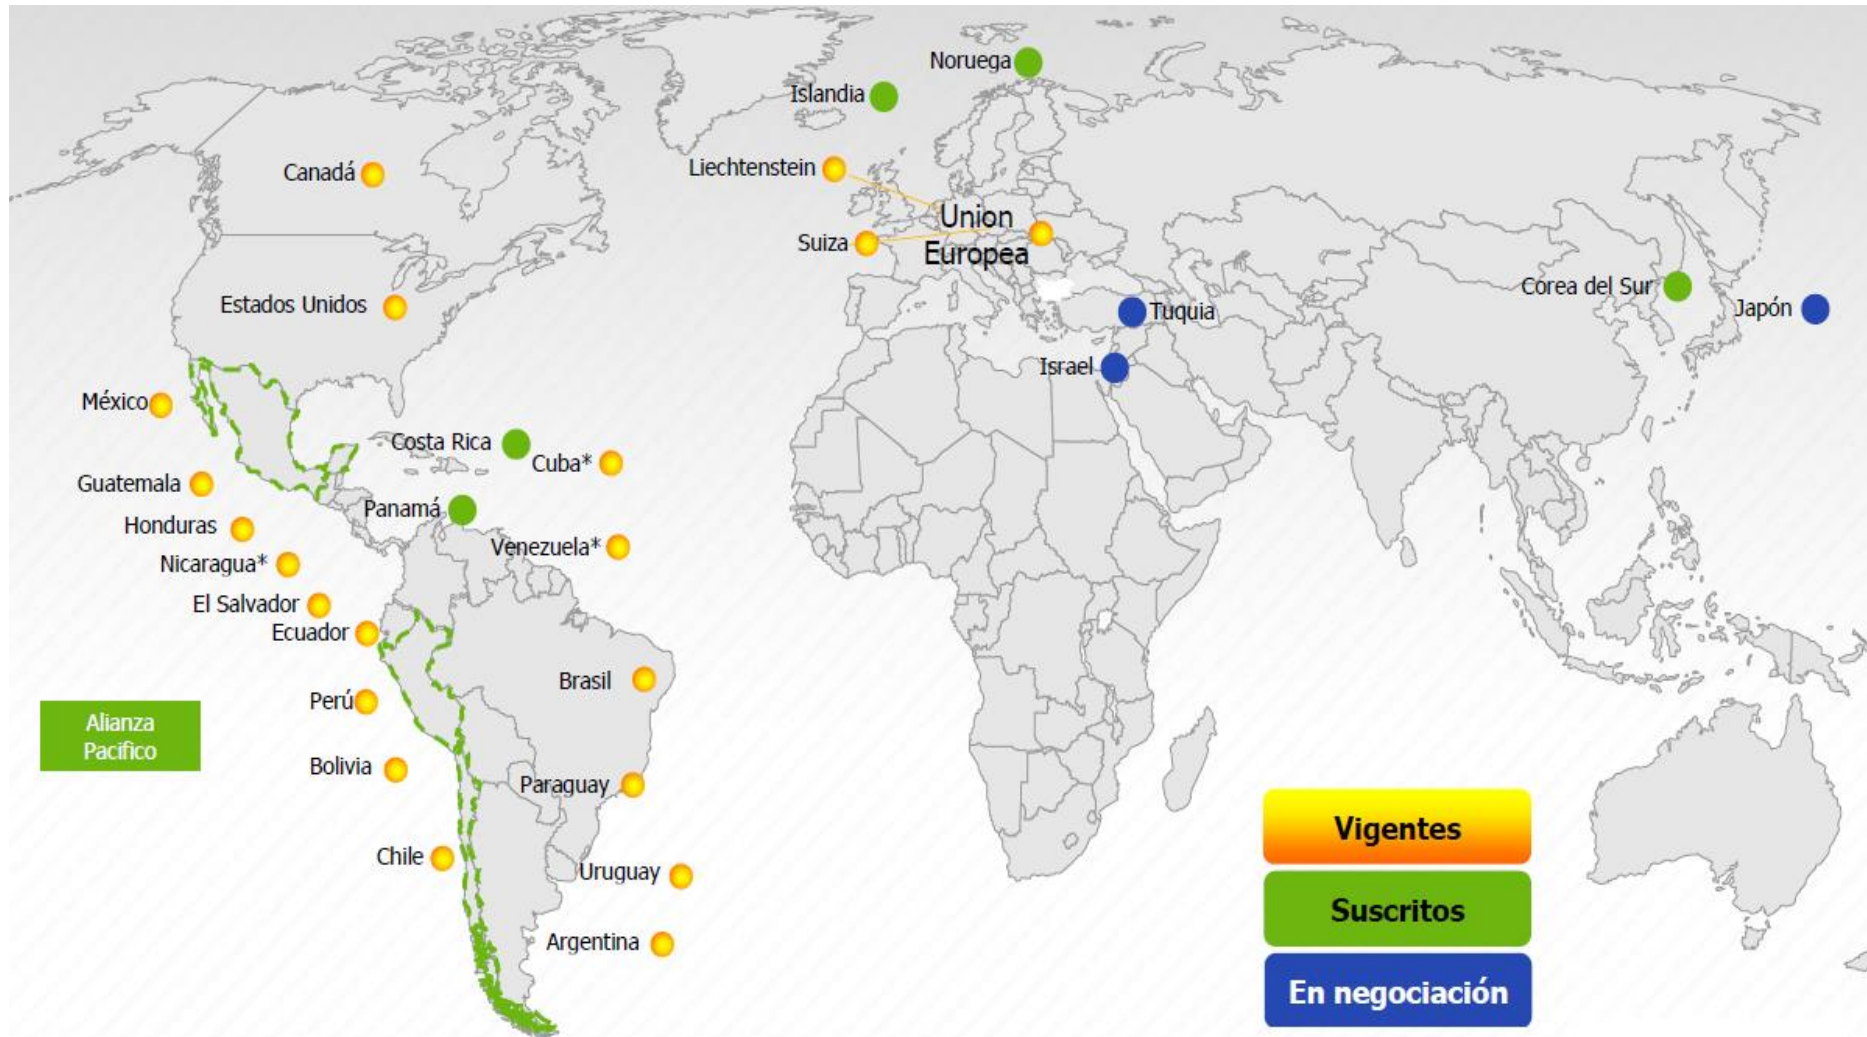 Noruega
Islandia
Liechtenstein
Canadá
Union
Europea
Suiza
Corea del Sur
Estados Unidos
Tuquia
Japón
Israel
México
Costa Rica
Cuba*
Guatemala
Panamá
Honduras
Venezuela*
Nicaragua*
El Salvador
Ecuador
Brasil
Perú
Alianza
Pacifico
Bolivia
Paraguay
Vigentes
Chile
Uruguay
Suscritos
Argentina
En negociación